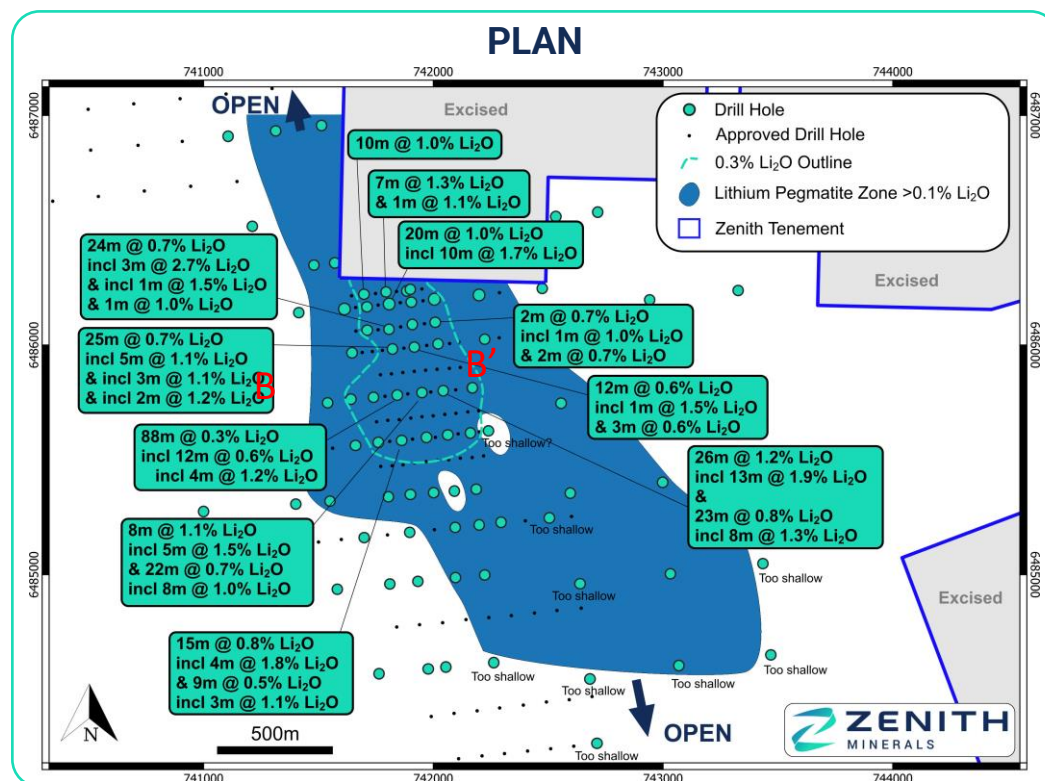 PLAN
741000
742000
743000
744000
6487000
6487000
OPEN
Excised
Drill Hole
Approved Drill Hole
0.3% Li₂O Outline
Lithium Pegmatite Zone >0.1% Li₂O
Zenith Tenement
10m @ 1.0% Li₂O
7m @ 1.3% Li₂O
& 1m @ 1.1% Li₂O
20m @ 1.0% Li₂O
incl 10m @ 1.7% Li₂O
24m @ 0.7% Li₂O
incl 3m @ 2.7% Li₂O
& incl 1m @ 1.5% Li₂O
& 1m @ 1.0% Li₂O
Excised
2m @ 0.7% Li₂O
incl 1m @ 1.0% Li₂O
& 2m @ 0.7% Li₂O
6486000
6486000
25m @ 0.7% Li₂O
incl 5m @ 1.1% Li₂O
& incl 3m @ 1.1% Li₂O
& incl 2m @ 1.2% Li₂O
B
B’
12m @ 0.6% Li₂O
incl 1m @ 1.5% Li₂O
& 3m @ 0.6% Li₂O
88m @ 0.3% Li₂O
incl 12m @ 0.6% Li₂O
incl 4m @ 1.2% Li₂O
Too shallow?
26m @ 1.2% Li₂O
incl 13m @ 1.9% Li₂O
&
23m @ 0.8% Li₂O
incl 8m @ 1.3% Li₂O
8m @ 1.1% Li₂O
incl 5m @ 1.5% Li₂O
& 22m @ 0.7% Li₂O
incl 8m @ 1.0% Li₂O
Too shallow
6485000
6485000
Too shallow
Too shallow
Excised
15m @ 0.8% Li₂O
incl 4m @ 1.8% Li₂O
& 9m @ 0.5% Li₂O
incl 3m @ 1.1% Li₂O
Too shallow
Too shallow
Too shallow
Too shallow
N
500m
OPEN
Too shallow
ZENITH
MINERALS
741000
742000
743000
744000